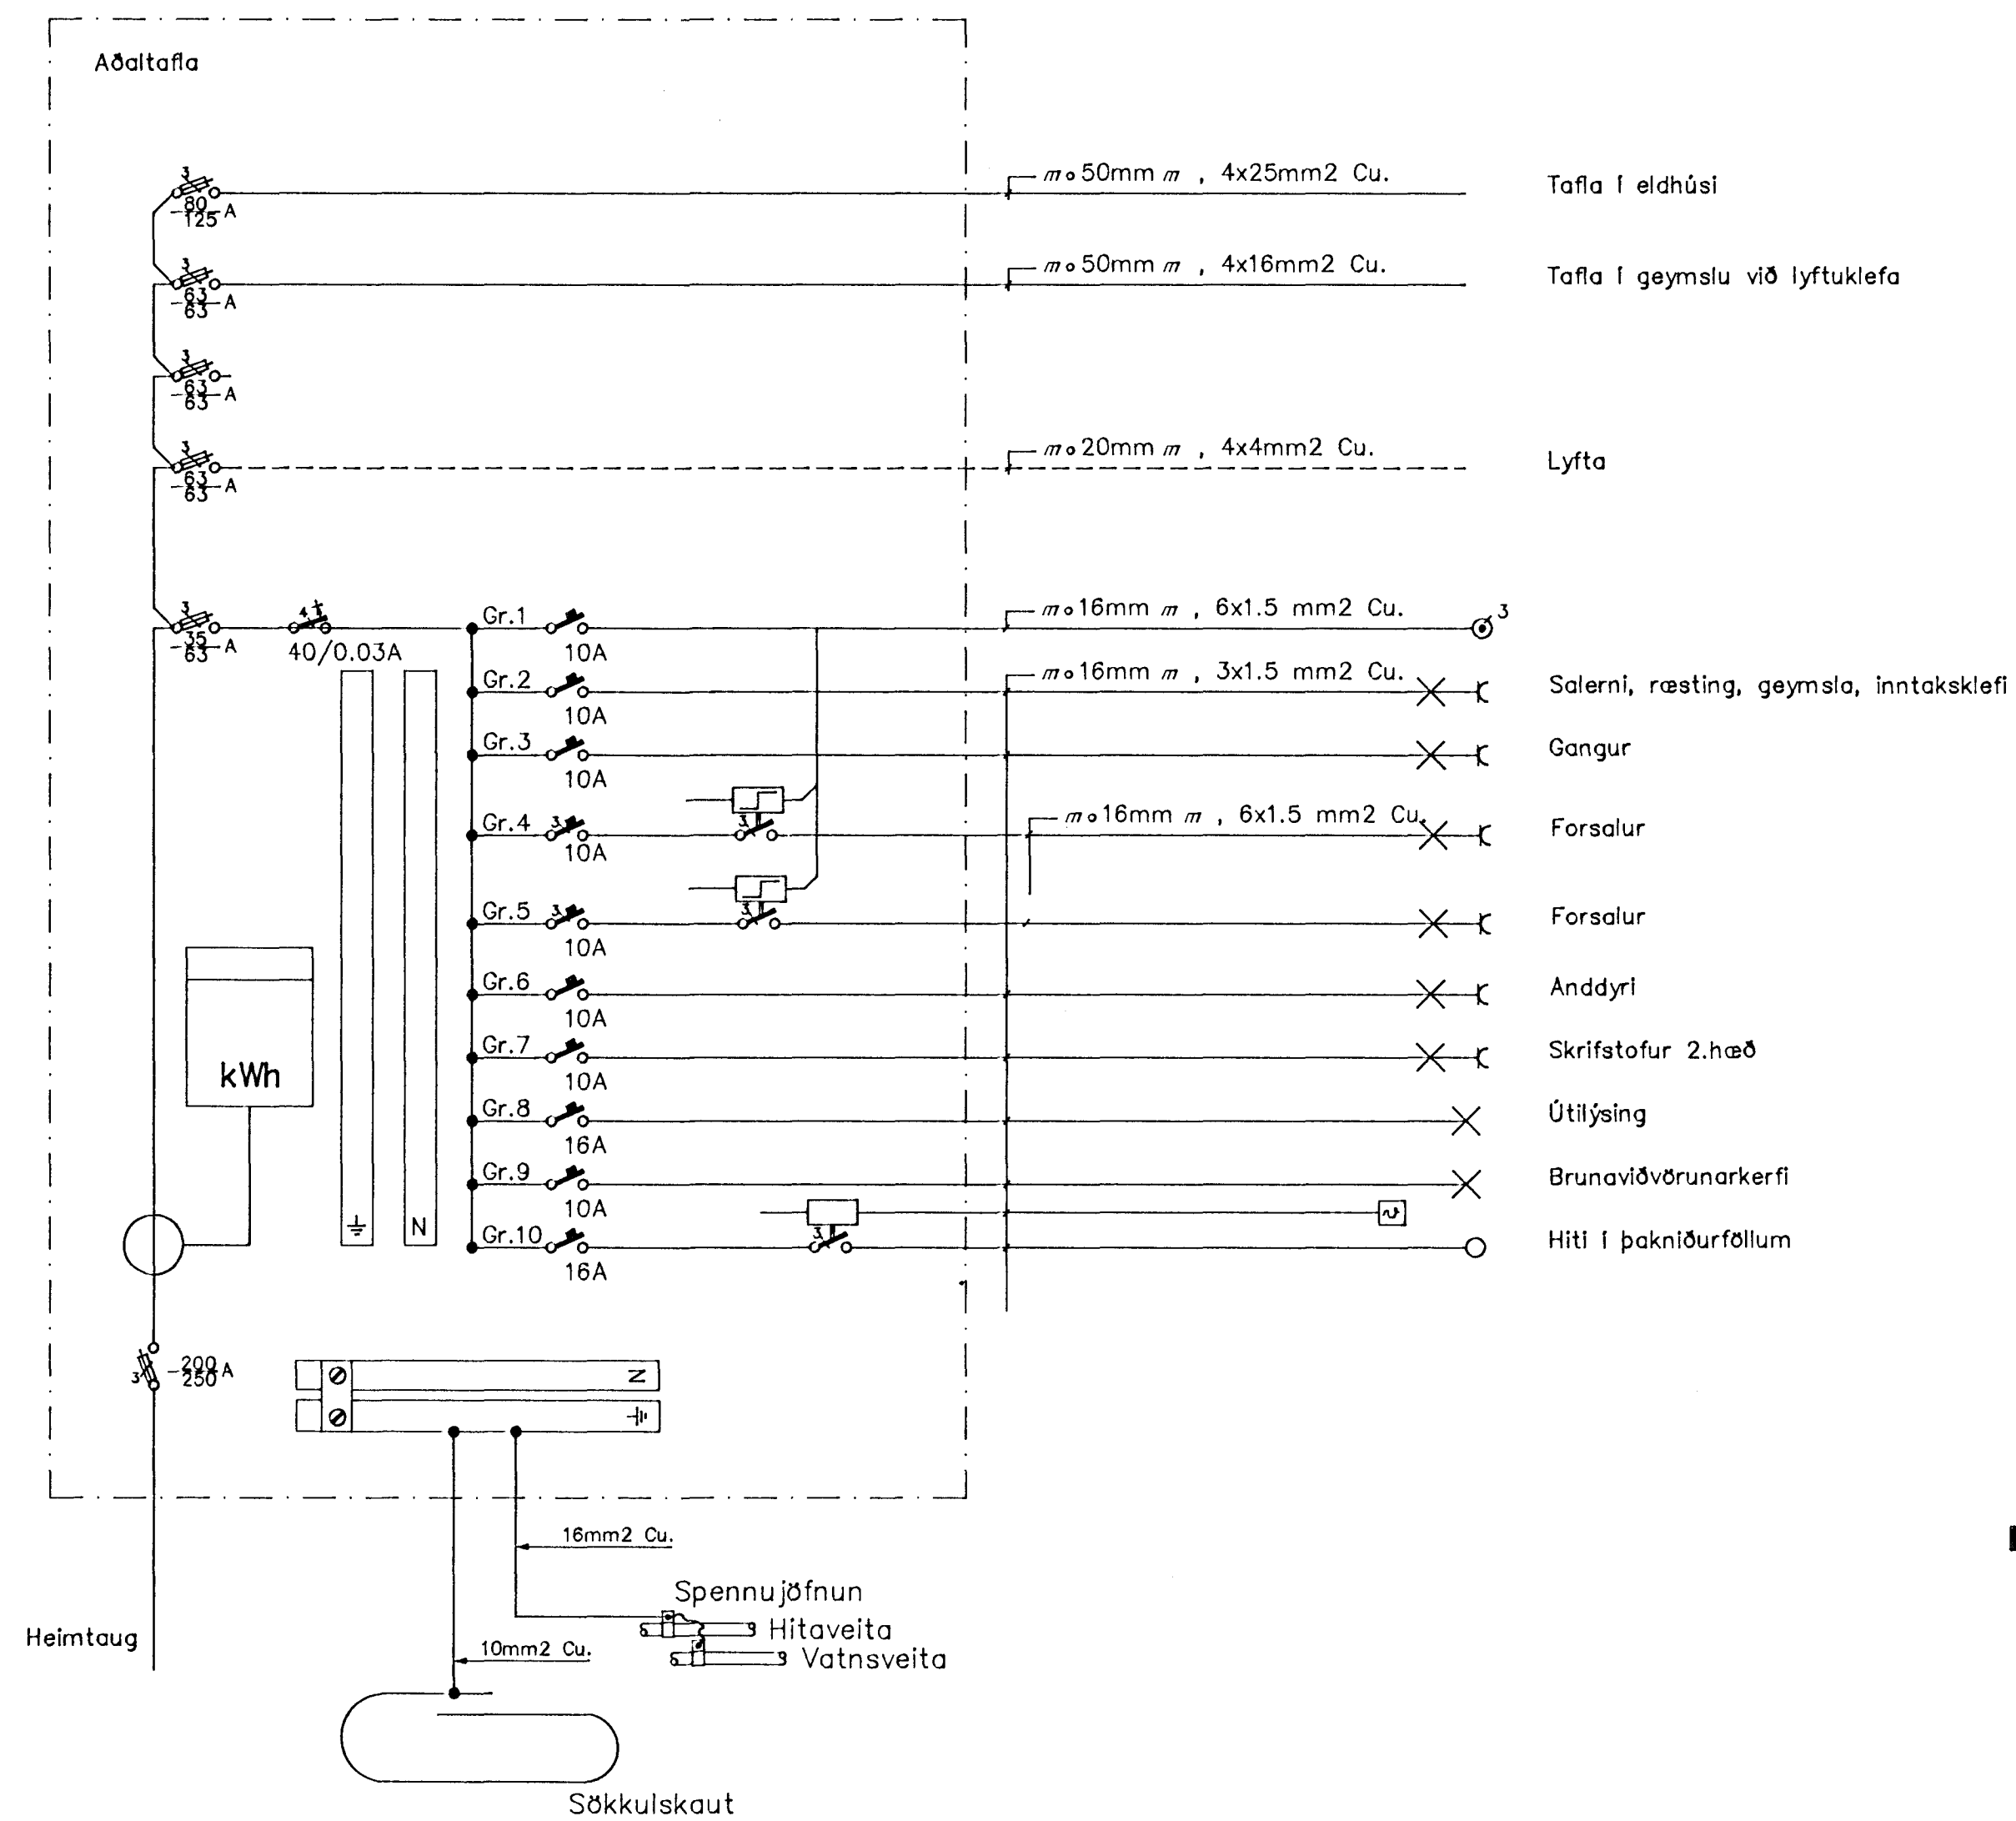 Aðaltafla
3
80
125 A
m 50mm m , 4x25mm2 Cu.
Tafla í eldhúsi
3
63
63 A
m 50mm m , 4x16mm2 Cu.
Tafla í geymslu við lyftuklefa
3
63
63 A
3
63
63 A
m 20mm m , 4x4mm2 Cu.
Lyfta
3
35
63 A
4
40/0.03A
Gr.1
10A
m 16mm m , 6x1.5 mm2 Cu.
3
Gr.2
10A
m 16mm m , 3x1.5 mm2 Cu.
Salerni, ræsting, geymsla, inntaksklefi
Gr.3
10A
Gangur
Gr.4
3
10A
3
m 16mm m , 6x1.5 mm2 Cu.
Forsalur
Gr.5
3
10A
3
Forsalur
Gr.6
10A
Anddyri
Gr.7
10A
Skrifstofur 2.hæð
Gr.8
16A
Útilýsing
Gr.9
10A
Brunaviðvörunarkerfi
Gr.10
16A
3
Hiti í þakniðurföllum
kWh
N
3
200
250 A
N
16mm2 Cu.
Spennujöfnun
Hitaveita
Vatnsveita
Heimtaug
10mm2 Cu.
Sökkulskaut